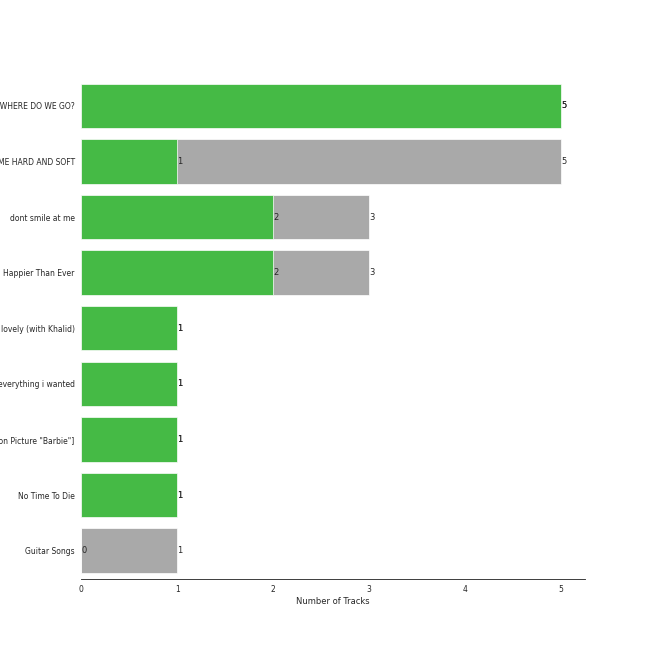 WHERE DO WE GO? 5
ME HARD AND SOFT 1 5
dont smile at me 2 3
Happier Than Ever 2 3
lovely (with Khalid) 1
everything i wanted 1
on Picture "Barbie"] 1
No Time To Die 1
Guitar Songs 0 1
0 1 2 3 4 5
Number of Tracks